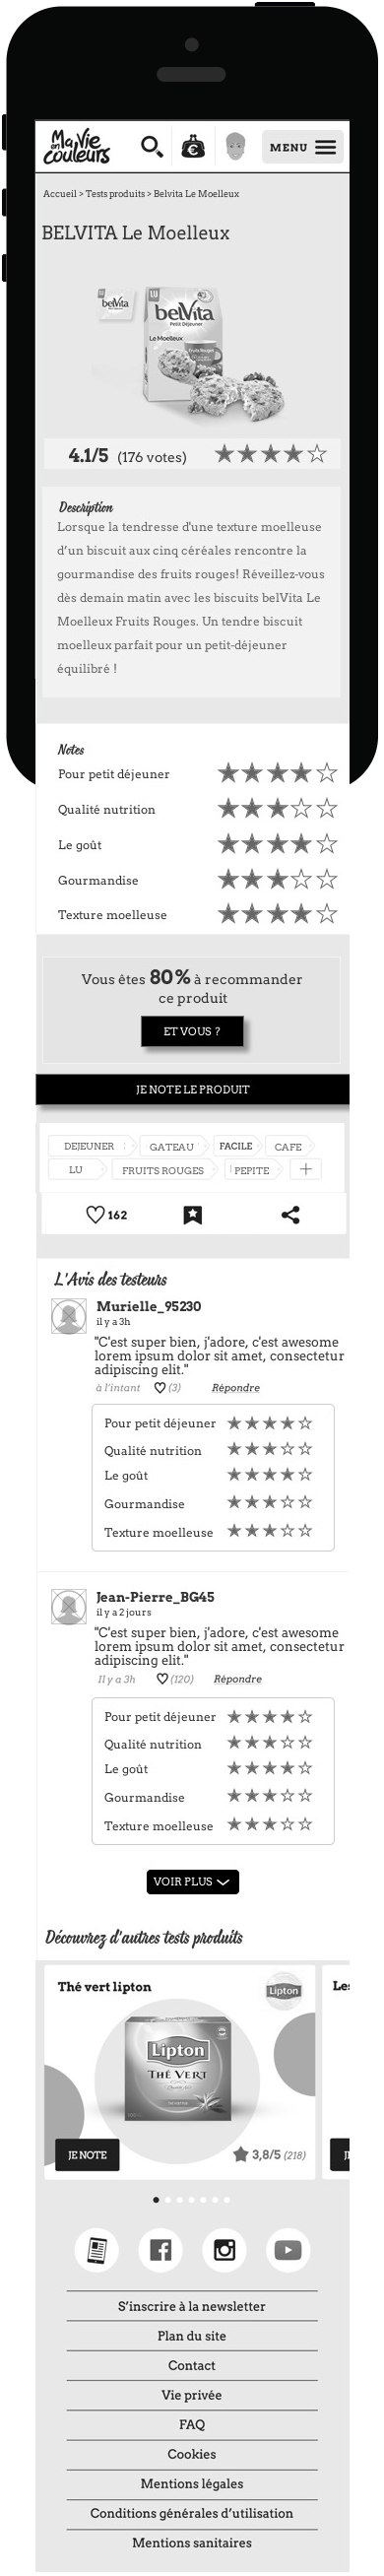 Ma Vie
en
Couleurs
MENU
Accueil > Tests produits > Belvita Le Moelleux
BELVITA Le Moelleux
LU
belVita
LU
belVita
Petit Déjeuner
Le Moelleux
Fruits Rouges
4.1/5 (176 votes)
Description
Lorsque la tendresse d'une texture moelleuse
d’un biscuit aux cinq céréales rencontre la
gourmandise des fruits rouges! Réveillez-vous
dès demain matin avec les biscuits belVita Le
Moelleux Fruits Rouges. Un tendre biscuit
moelleux parfait pour un petit-déjeuner
équilibré !
Notes
Pour petit déjeuner
Qualité nutrition
Le goût
Gourmandise
Texture moelleuse
Vous êtes 80% à recommander
ce produit
ET VOUS ?
JE NOTE LE PRODUIT
DEJEUNER GATEAU FACILE CAFE
LU FRUITS ROUGES PEPITE +
162
L'Avis des testeurs
Murielle_95230
il y a 3h
"C'est super bien, j'adore, c'est awesome
lorem ipsum dolor sit amet, consectetur
adipiscing elit."
à l'intant (3) Répondre
Pour petit déjeuner
Qualité nutrition
Le goût
Gourmandise
Texture moelleuse
Jean-Pierre_BG45
il y a 2 jours
"C'est super bien, j'adore, c'est awesome
lorem ipsum dolor sit amet, consectetur
adipiscing elit."
Il y a 3h (120) Répondre
Pour petit déjeuner
Qualité nutrition
Le goût
Gourmandise
Texture moelleuse
VOIR PLUS
Découvrez d'autres tests produits
Thé vert lipton
Lipton
Les
Lipton
THÉ VERT
JE NOTE
3,8/5 (218)
S’inscrire à la newsletter
Plan du site
Contact
Vie privée
FAQ
Cookies
Mentions légales
Conditions générales d’utilisation
Mentions sanitaires